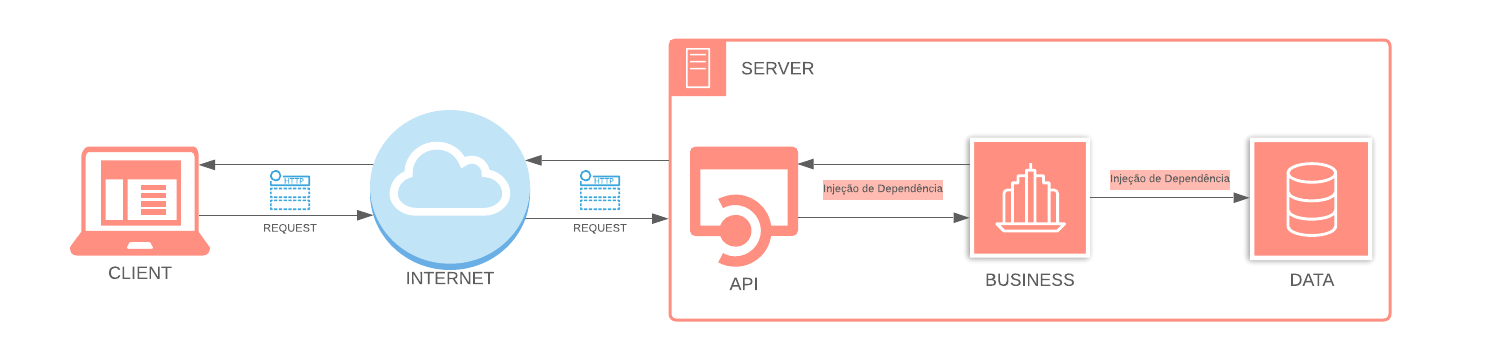 SERVER
HTTP
HTTP
Injeção de Dependência
Injeção de Dependência
REQUEST
REQUEST
CLIENT
INTERNET
API
BUSINESS
DATA